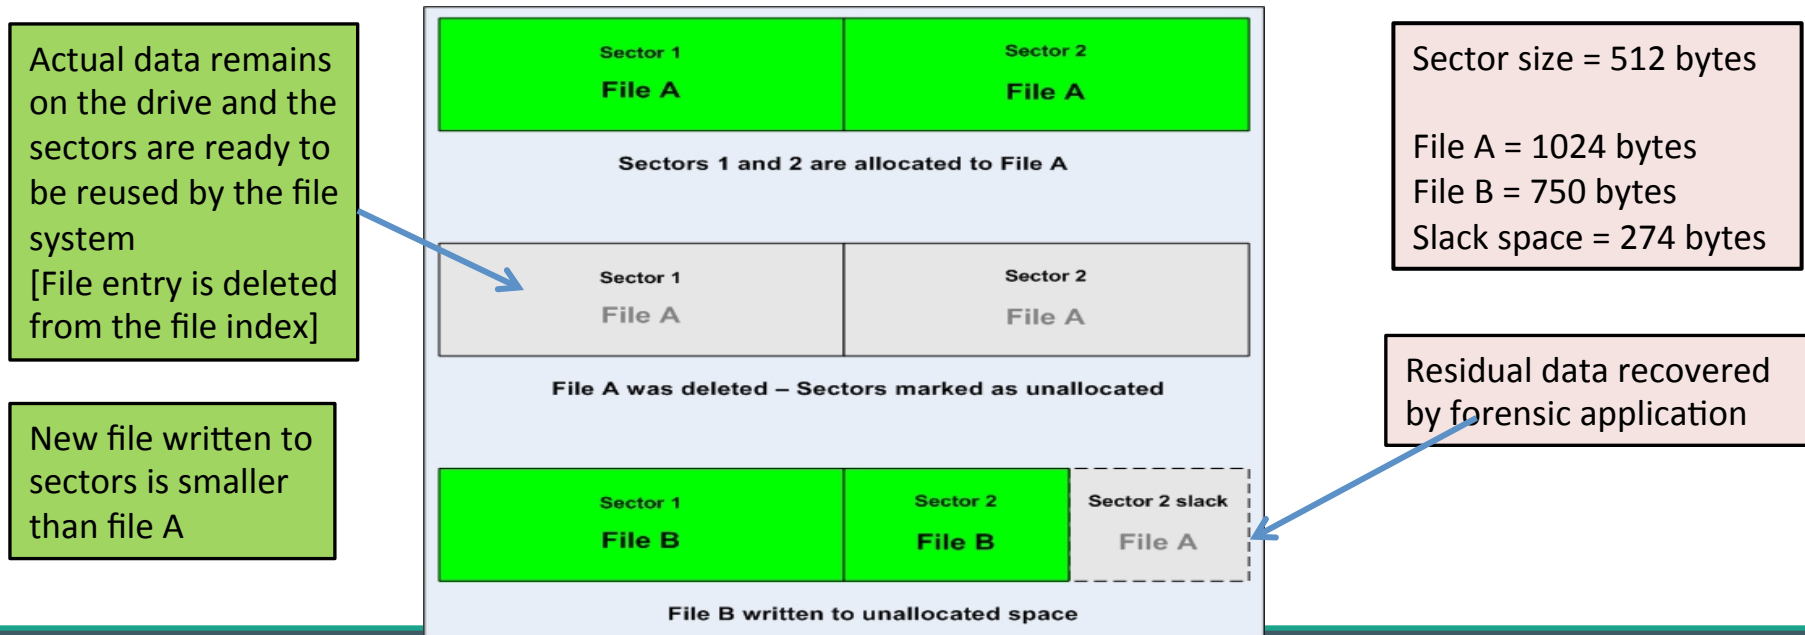 Actual data remains
on the drive and the
sectors are ready to
be reused by the file
system
[File entry is deleted
from the file index]
New file written to
sectors is smaller
than file A
Sector 1
File A
Sector 2
File A
Sectors 1 and 2 are allocated to File A
Sector 1
File A
Sector 2
File A
File A was deleted – Sectors marked as unallocated
Sector 1
File B
Sector 2
File B
Sector 2 slack
File A
File B written to unallocated space
Sector size = 512 bytes
File A = 1024 bytes
File B = 750 bytes
Slack space = 274 bytes
Residual data recovered
by forensic application